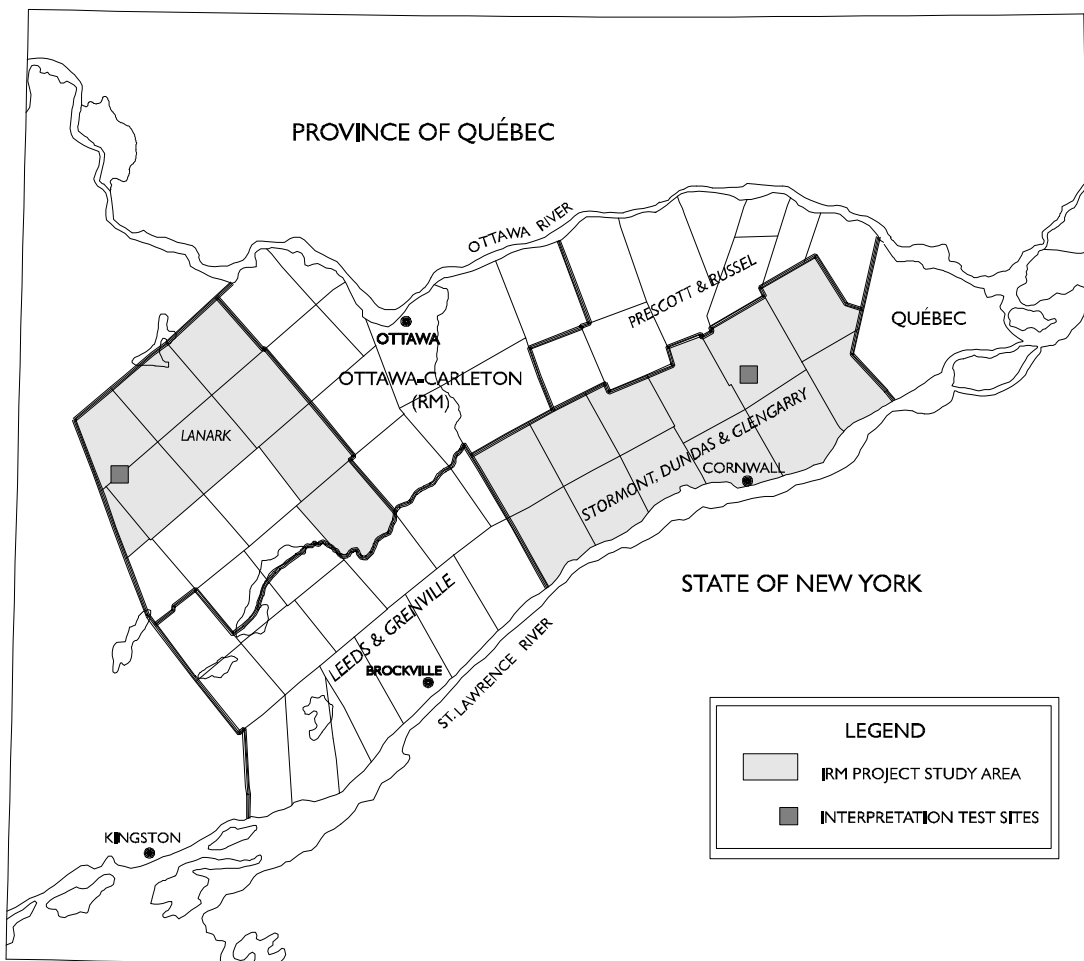 PROVINCE OF QUÉBEC
OTTAWA RIVER
PRESCOTT & RUSSEL
QUÉBEC
OTTAWA
OTTAWA-CARLETON
(RM)
LANARK
STORMONT, DUNDAS & GLENGARRY
CORNWALL
STATE OF NEW YORK
LEEDS & GRENVILLE
BROCKVILLE
ST. LAWRENCE RIVER
KINGSTON
LEGEND
IRM PROJECT STUDY AREA
INTERPRETATION TEST SITES